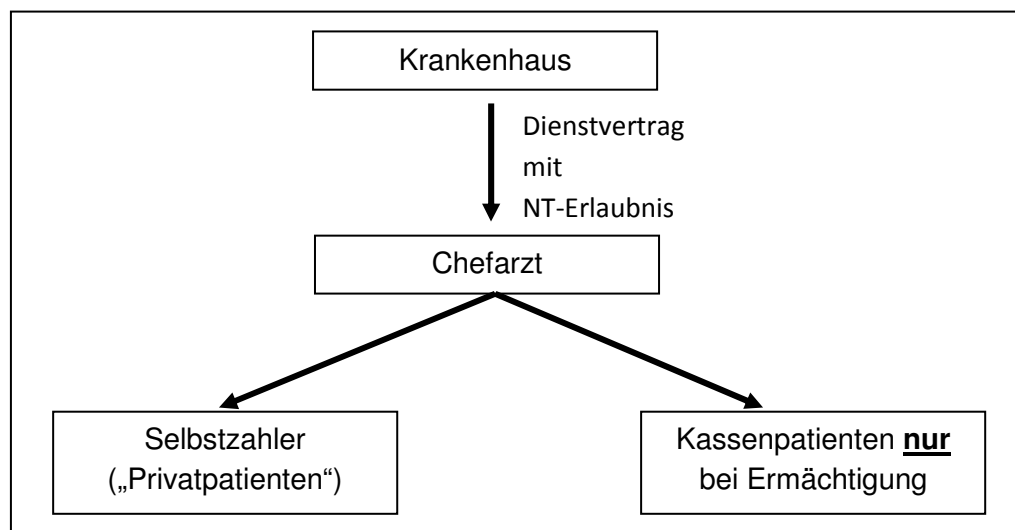 Krankenhaus
Dienstvertrag
mit
NT-Erlaubnis
Chefarzt
Selbstzahler
(„Privatpatienten“)
Kassenpatienten nur
bei Ermächtigung